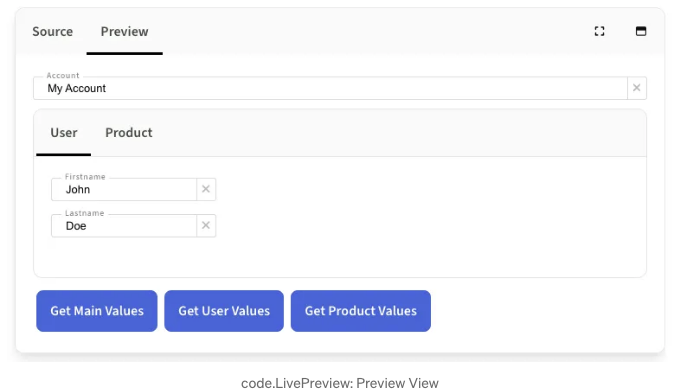 Source Preview
Account
My Account
User Product
Firstname
John
Lastname
Doe
Get Main Values Get User Values Get Product Values
code.LivePreview: Preview View